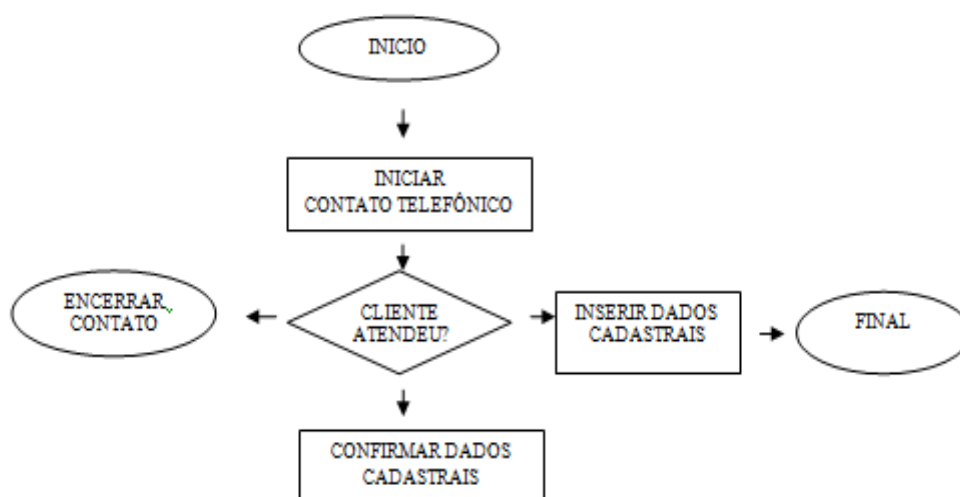 INICIO
INICIAR
CONTATO TELEFÔNICO
ENCERRAR
CONTATO
CLIENTE
ATENDEU?
INSERIR DADOS
CADASTRAIS
FINAL
CONFIRMAR DADOS
CADASTRAIS